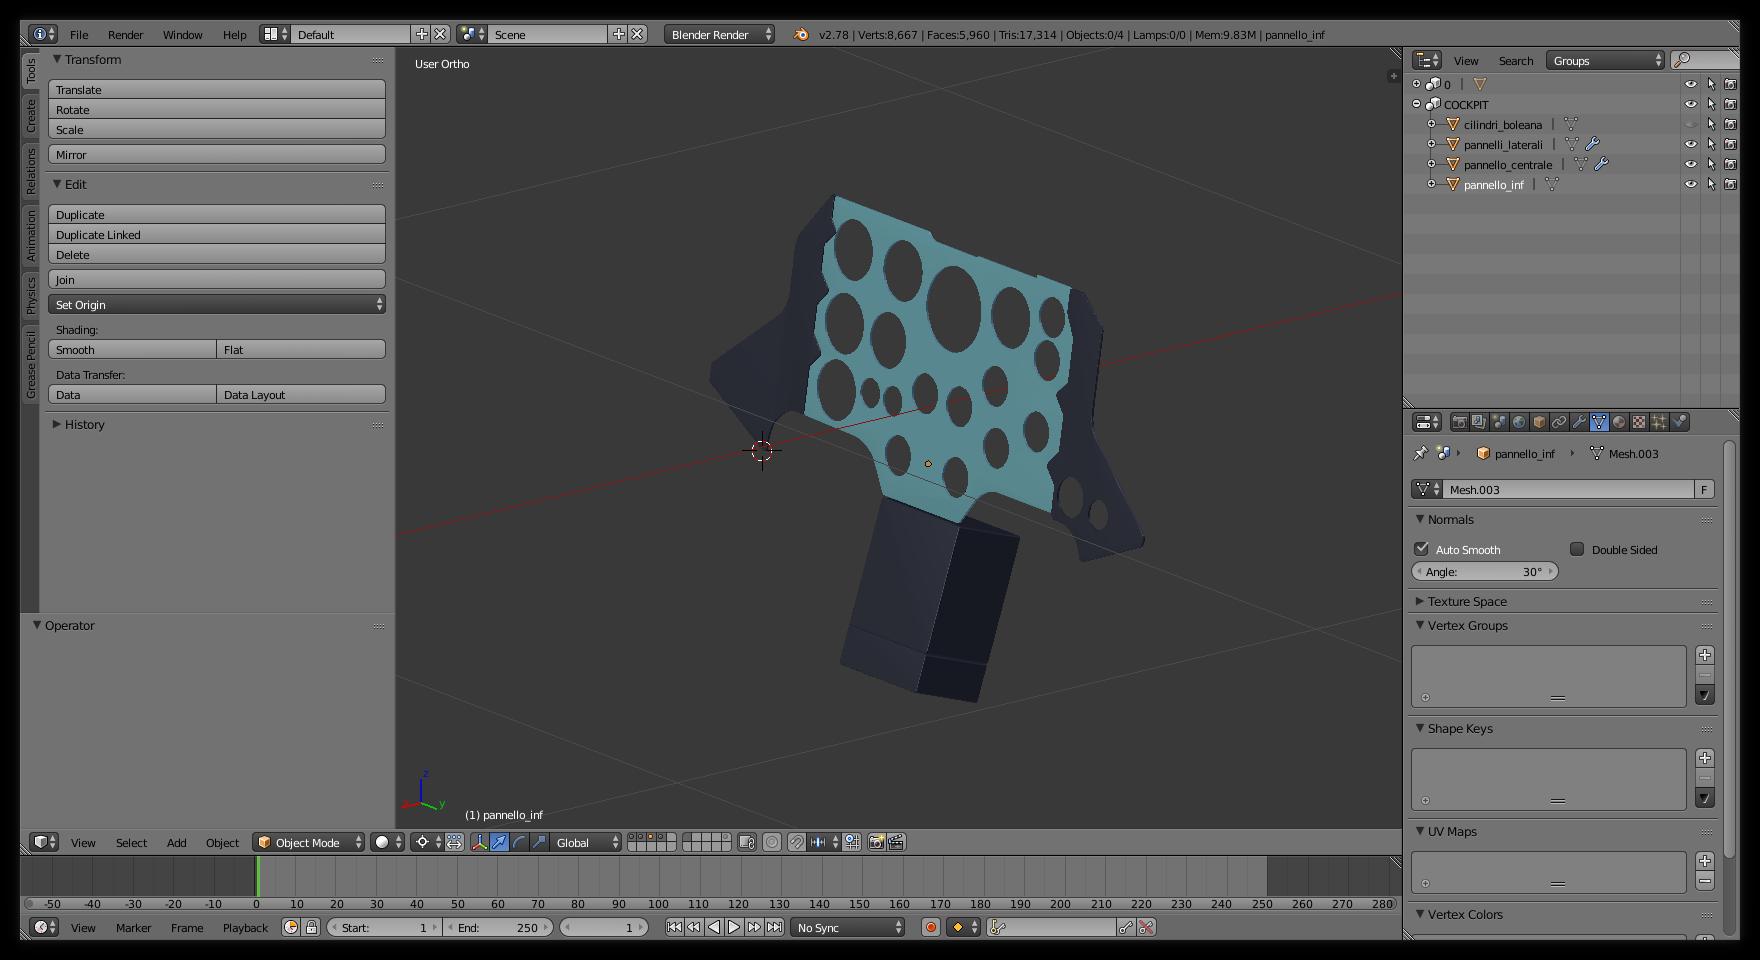 File Render Window Help Default Scene Blender Render v2.78 | Verts:8,667 | Faces:5,960 | Tris:17,314 | Objects:0/4 | Lamps:0/0 | Mem:9.83M | pannello_inf
Tools
Create
Relations
Animation
Physics
Grease Pencil
Transform
Translate
Rotate
Scale
Mirror
Edit
Duplicate
Duplicate Linked
Delete
Join
Set Origin
Shading:
Smooth Flat
Data Transfer:
Data Data Layout
History
Operator
User Ortho
z
x y
(1) pannello_inf
View Select Add Object Object Mode Global
-50 -40 -30 -20 -10 0 10 20 30 40 50 60 70 80 90 100 110 120 130 140 150 160 170 180 190 200 210 220 230 240 250 260 270 280
View Marker Frame Playback Start: 1 End: 250 1 No Sync
View Search Groups
0 |
COCKPIT
cilindri_boleana |
pannelli_laterali |
pannello_centrale |
pannello_inf |
pannello_inf Mesh.003
Mesh.003 F
Normals
Auto Smooth Double Sided
Angle: 30°
Texture Space
Vertex Groups
Shape Keys
UV Maps
Vertex Colors